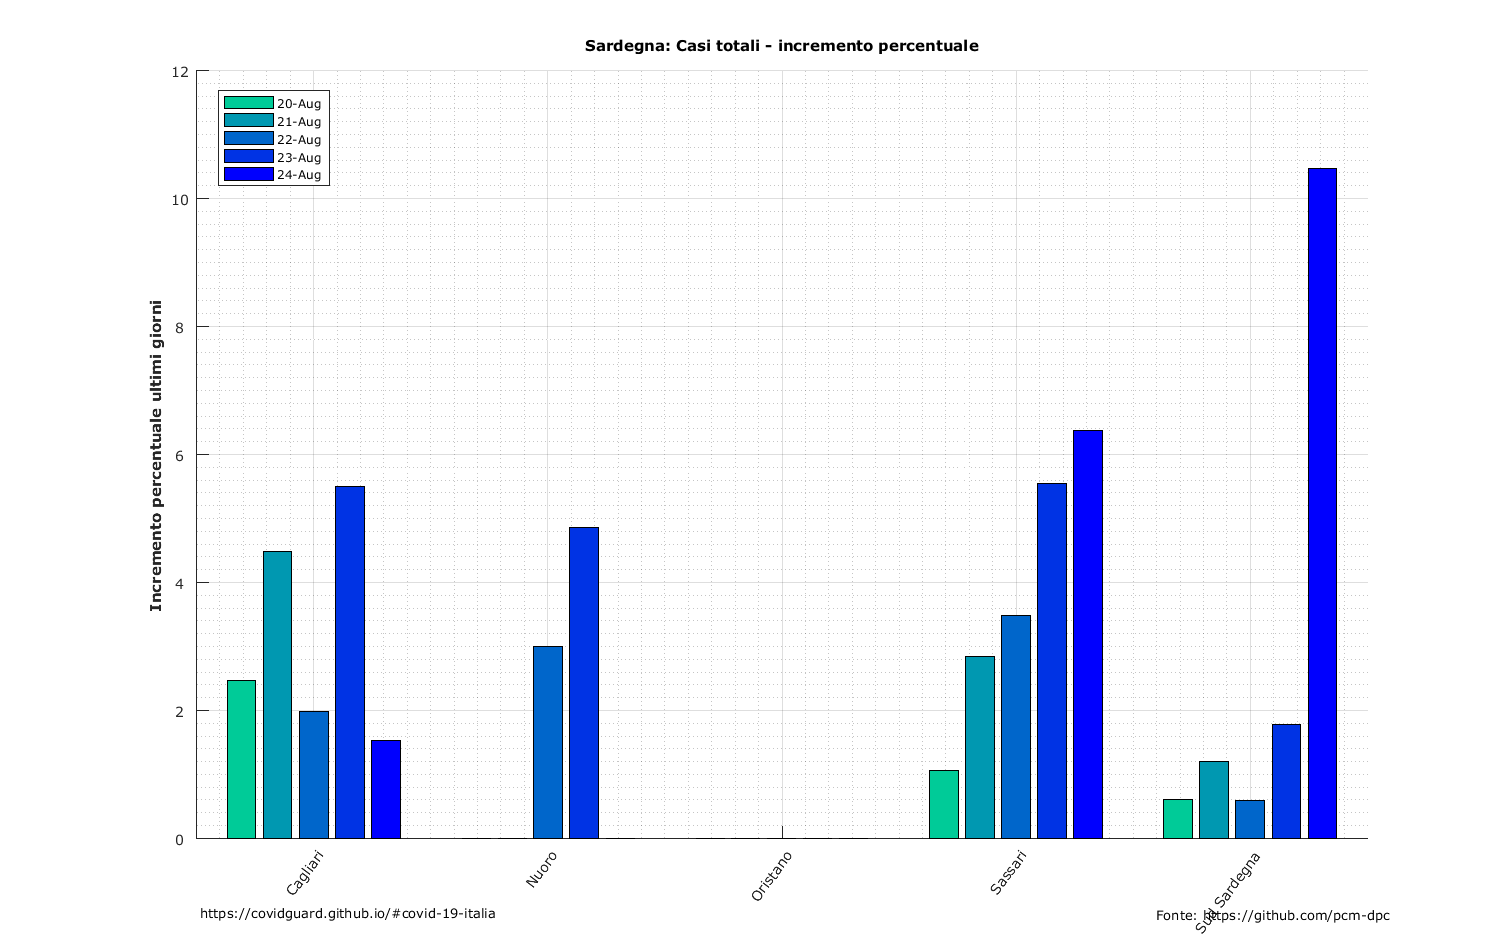 Sardegna: Casi totali - incremento percentuale
Incremento percentuale ultimi giorni
12
10
8
6
4
2
0
20-Aug
21-Aug
22-Aug
23-Aug
24-Aug
Cagliari
Nuoro
Oristano
Sassari
Sud Sardegna
https://covidguard.github.io/#covid-19-italia
Fonte: https://github.com/pcm-dpc